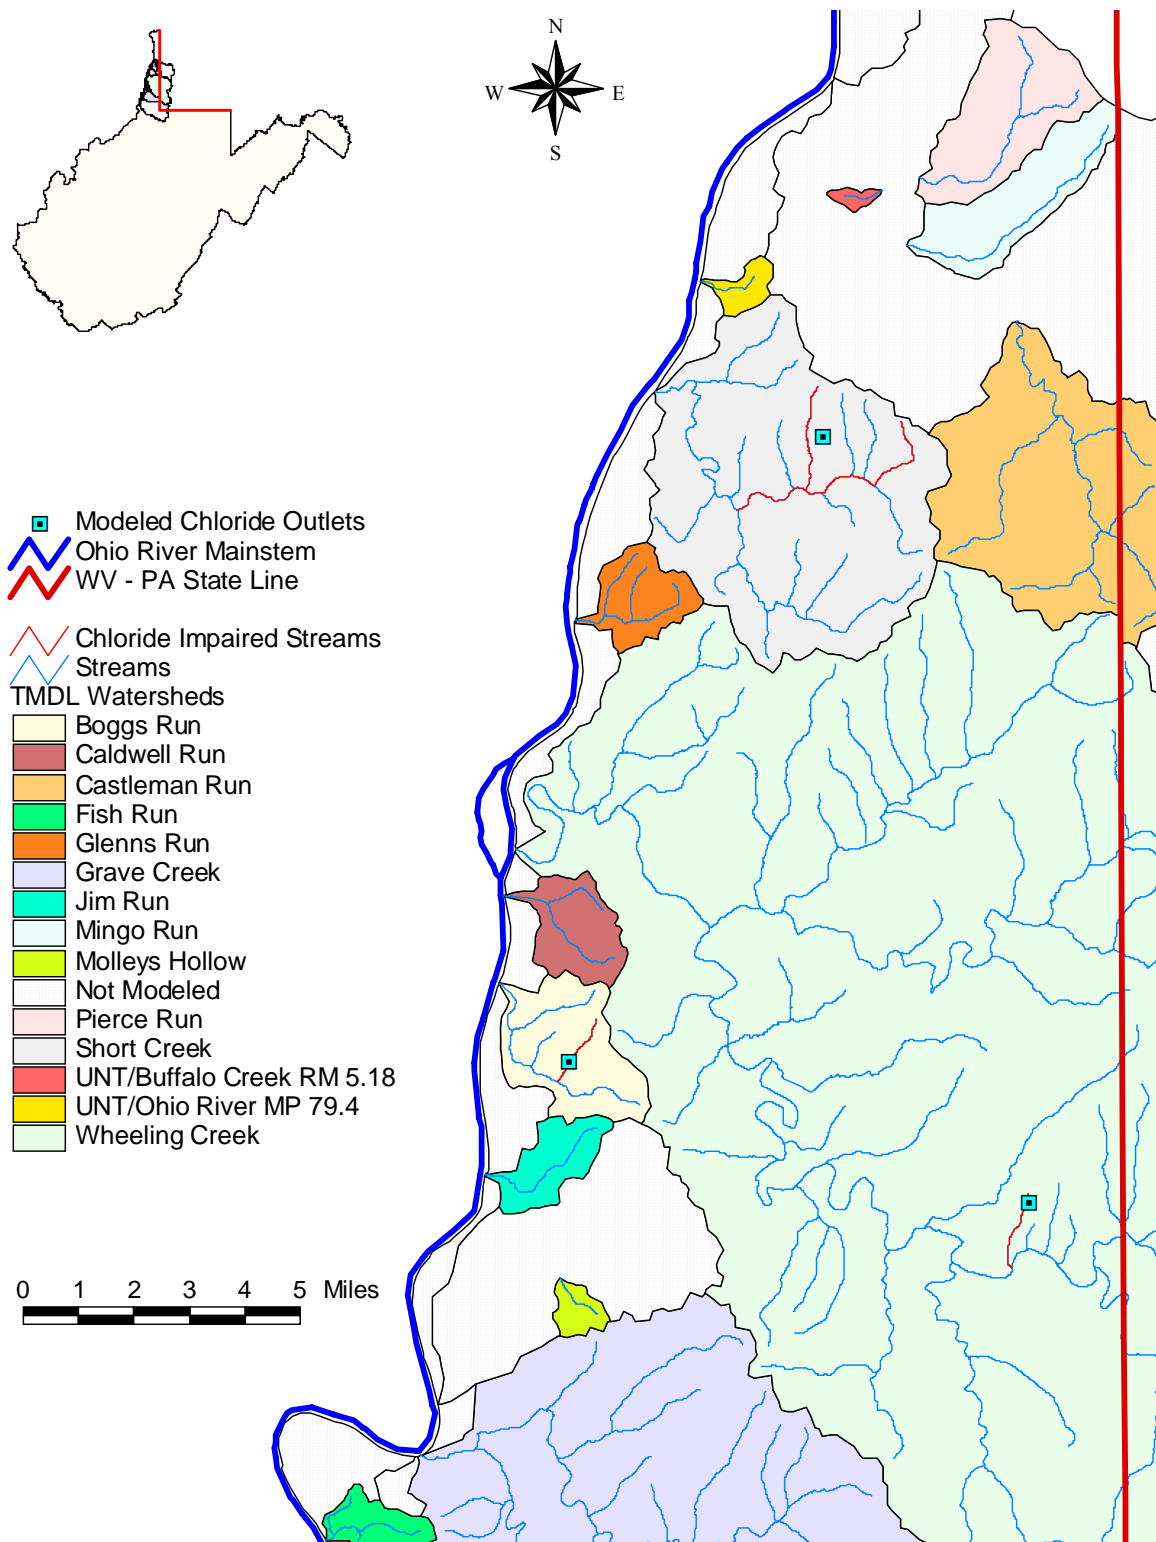 N
W E
S
Modeled Chloride Outlets
Ohio River Mainstem
WV - PA State Line
Chloride Impaired Streams
Streams
TMDL Watersheds
Boggs Run
Caldwell Run
Castleman Run
Fish Run
Glenns Run
Grave Creek
Jim Run
Mingo Run
Molleys Hollow
Not Modeled
Pierce Run
Short Creek
UNT/Buffalo Creek RM 5.18
UNT/Ohio River MP 79.4
Wheeling Creek
0 1 2 3 4 5 Miles